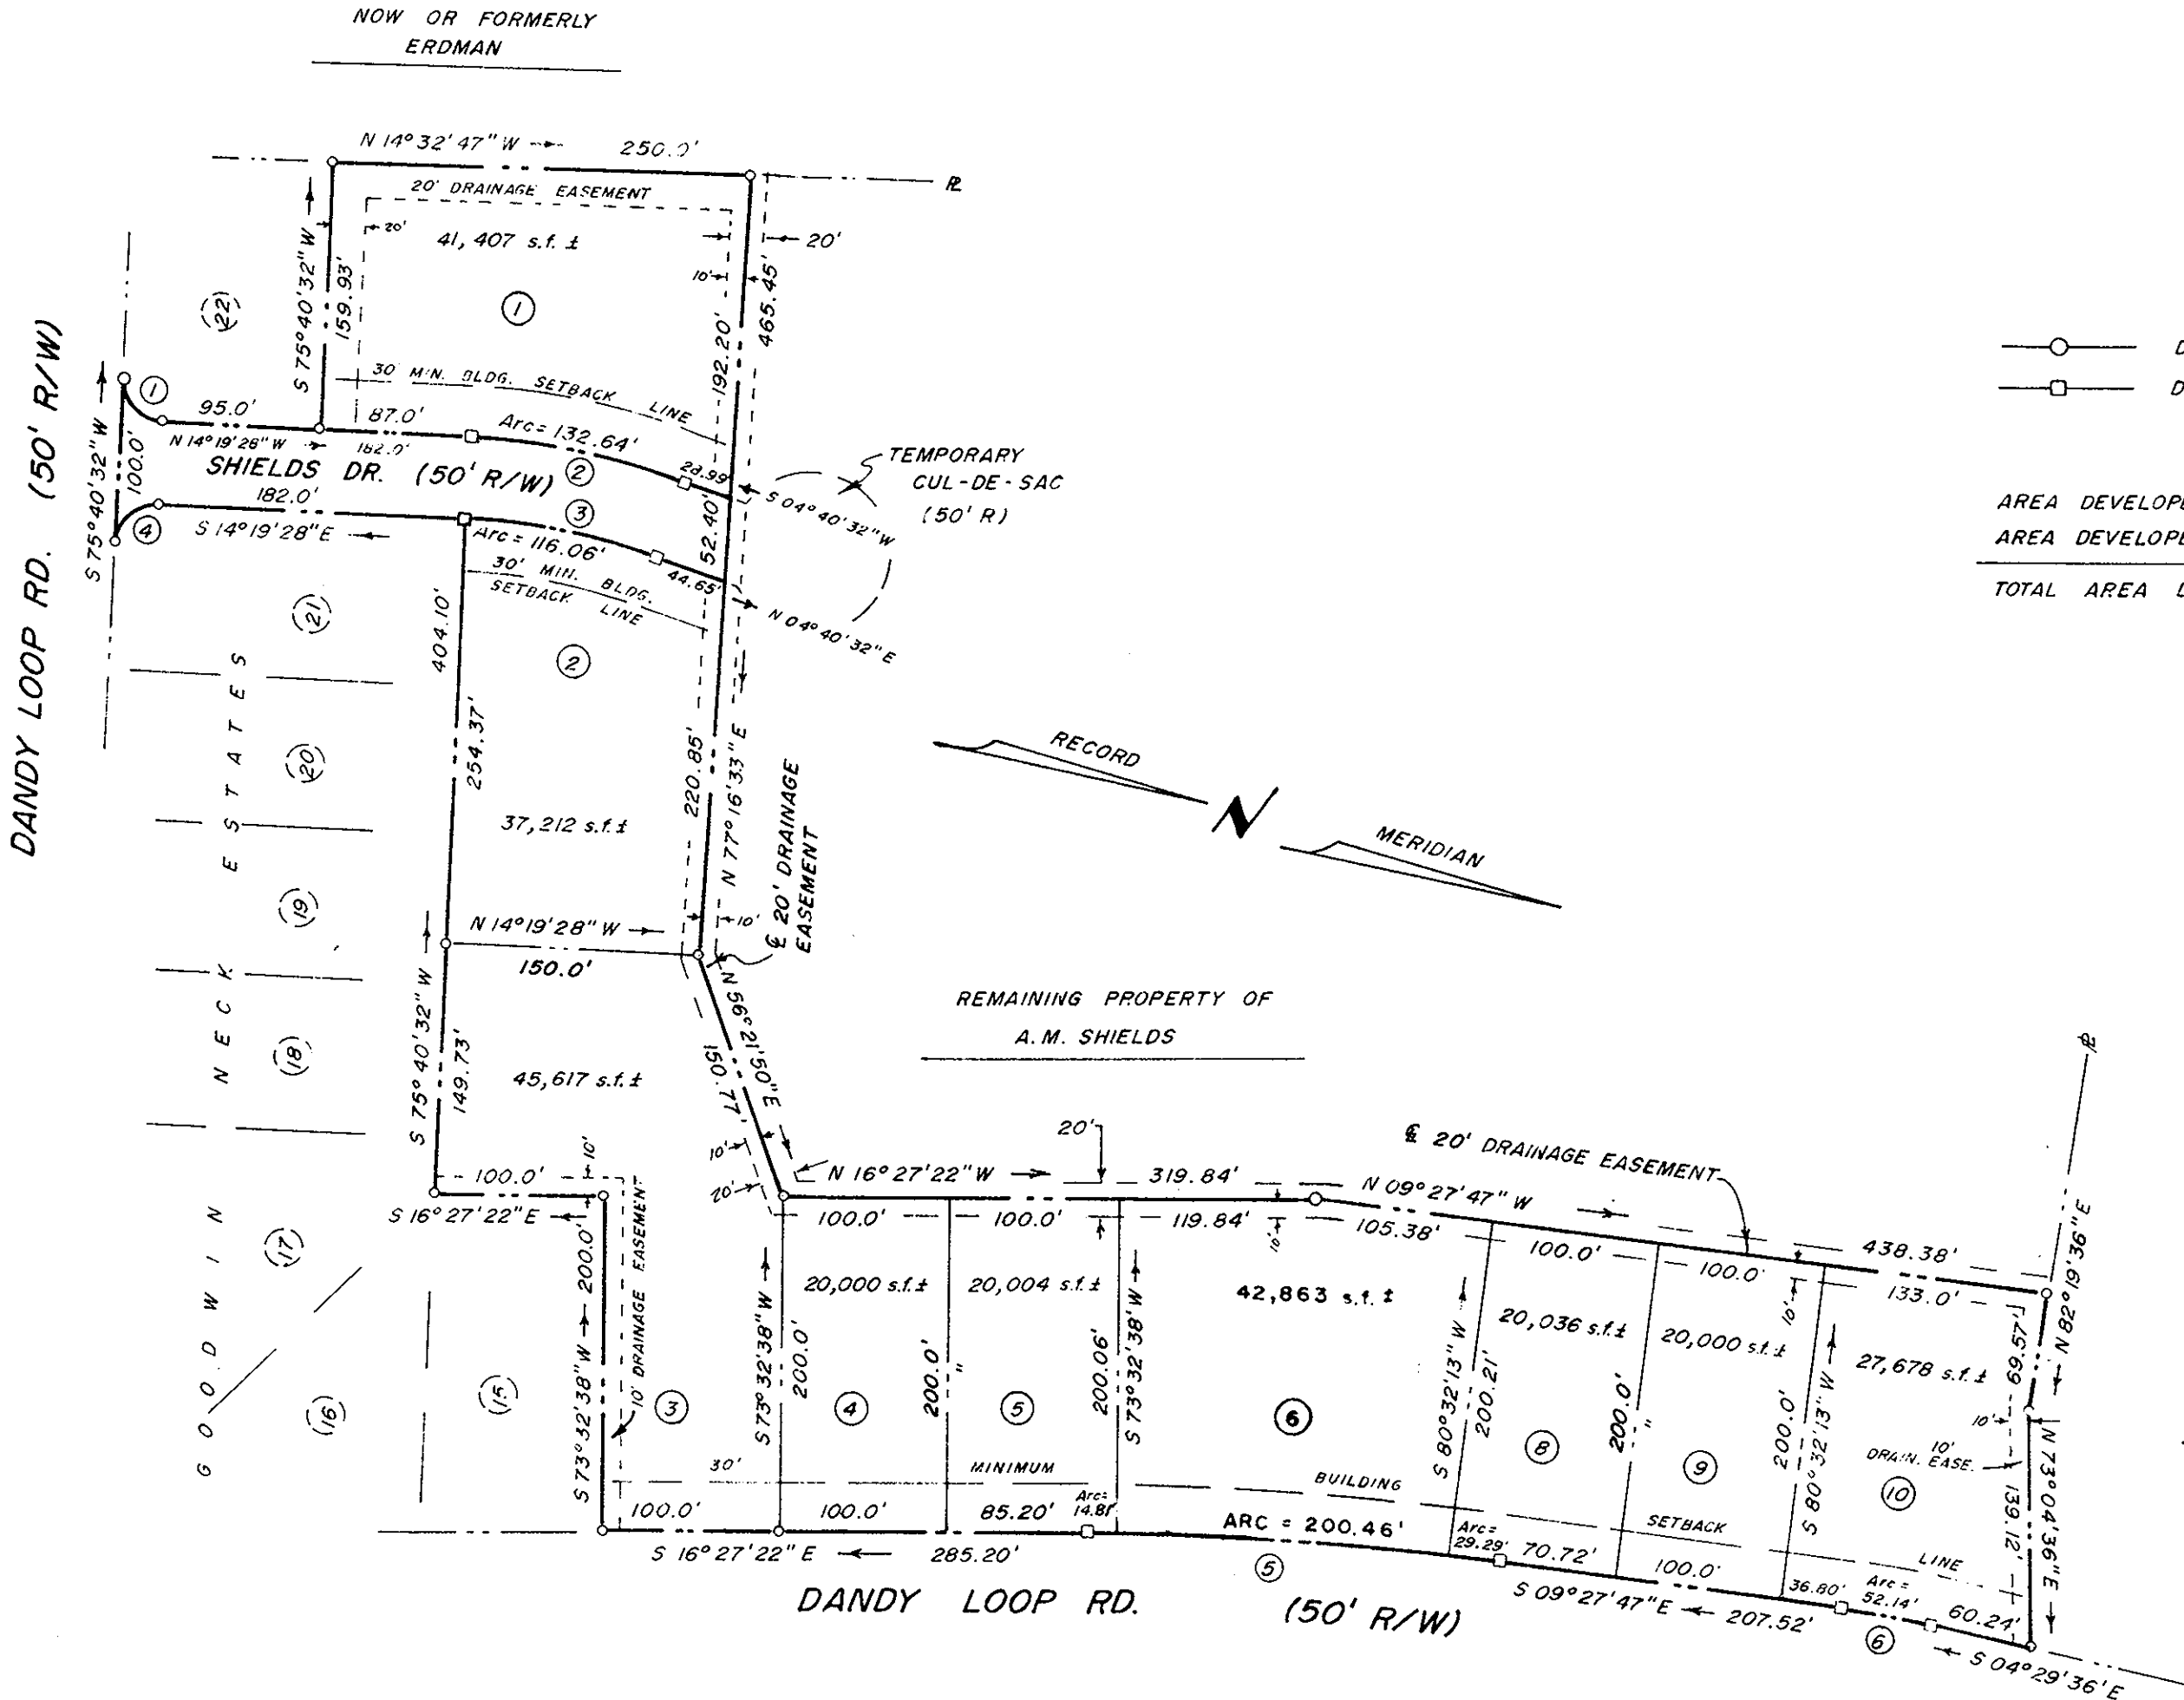 NOW OR FORMERLY
ERDMAN
N 14° 32' 47" W
250.0'
20' DRAINAGE EASEMENT
20'
41,407 s.f. ±
20'
10'
S 75° 40' 32" W
159.93'
192.20'
465.45'
1
(22)
30' MIN. BLDG. SETBACK LINE
DANDY LOOP RD. (50' R/W)
S 75° 40' 32" W
100.0'
1
95.0'
N 14° 19' 28" W
87.0'
182.0'
Arc = 132.64'
2
SHIELDS DR. (50' R/W)
182.0'
S 14° 19' 28" E
4
3
Arc = 116.06'
52.40'
44.65'
S 04° 40' 32" W
N 04° 40' 32" E
TEMPORARY
CUL-DE-SAC
(50' R)
30' MIN. BLDG.
SETBACK LINE
2
(21)
(20)
(19)
(18)
(17)
(16)
(15)
GOODWIN NECK ESTATES
404.10'
254.37'
37,212 s.f. ±
220.85'
N 77° 16' 33" E
℄ 20' DRAINAGE
EASEMENT
10'
N 14° 19' 28" W
150.0'
RECORD
N
MERIDIAN
AREA DEVELOP
AREA DEVELOP
TOTAL AREA
REMAINING PROPERTY OF
A.M. SHIELDS
S 75° 40' 32" W
149.73'
45,617 s.f. ±
N 56° 21' 50" E
150.77'
10'
20'
100.0'
10'
S 16° 27' 22" E
S 73° 32' 38" W
200.0'
10' DRAINAGE EASEMENT
3
N 16° 27' 22" W
20'
319.84'
100.0'
100.0'
119.84'
10'
℄ 20' DRAINAGE EASEMENT
N 09° 27' 47" W
105.38'
100.0'
100.0'
438.38'
133.0'
10'
N 82° 19' 36" E
69.57'
20,000 s.f. ±
20,004 s.f. ±
42,863 s.f. ±
20,036 s.f. ±
20,000 s.f. ±
27,678 s.f. ±
S 73° 32' 38" W
200.0'
200.0'
"
200.06'
S 73° 32' 38" W
S 80° 32' 13" W
200.21'
200.0'
"
200.0'
S 80° 32' 13" W
4
5
6
8
9
10
10'
10'
DRAIN. EASE.
N 73° 04' 36" E
139.12'
30'
MINIMUM
BUILDING
SETBACK
LINE
100.0'
100.0'
85.20'
Arc =
14.81'
ARC = 200.46'
Arc =
29.29'
70.72'
100.0'
36.80'
Arc =
52.14'
60.24'
S 16° 27' 22" E
285.20'
5
S 09° 27' 47" E
207.52'
6
S 04° 29' 36" E
DANDY LOOP RD. (50' R/W)